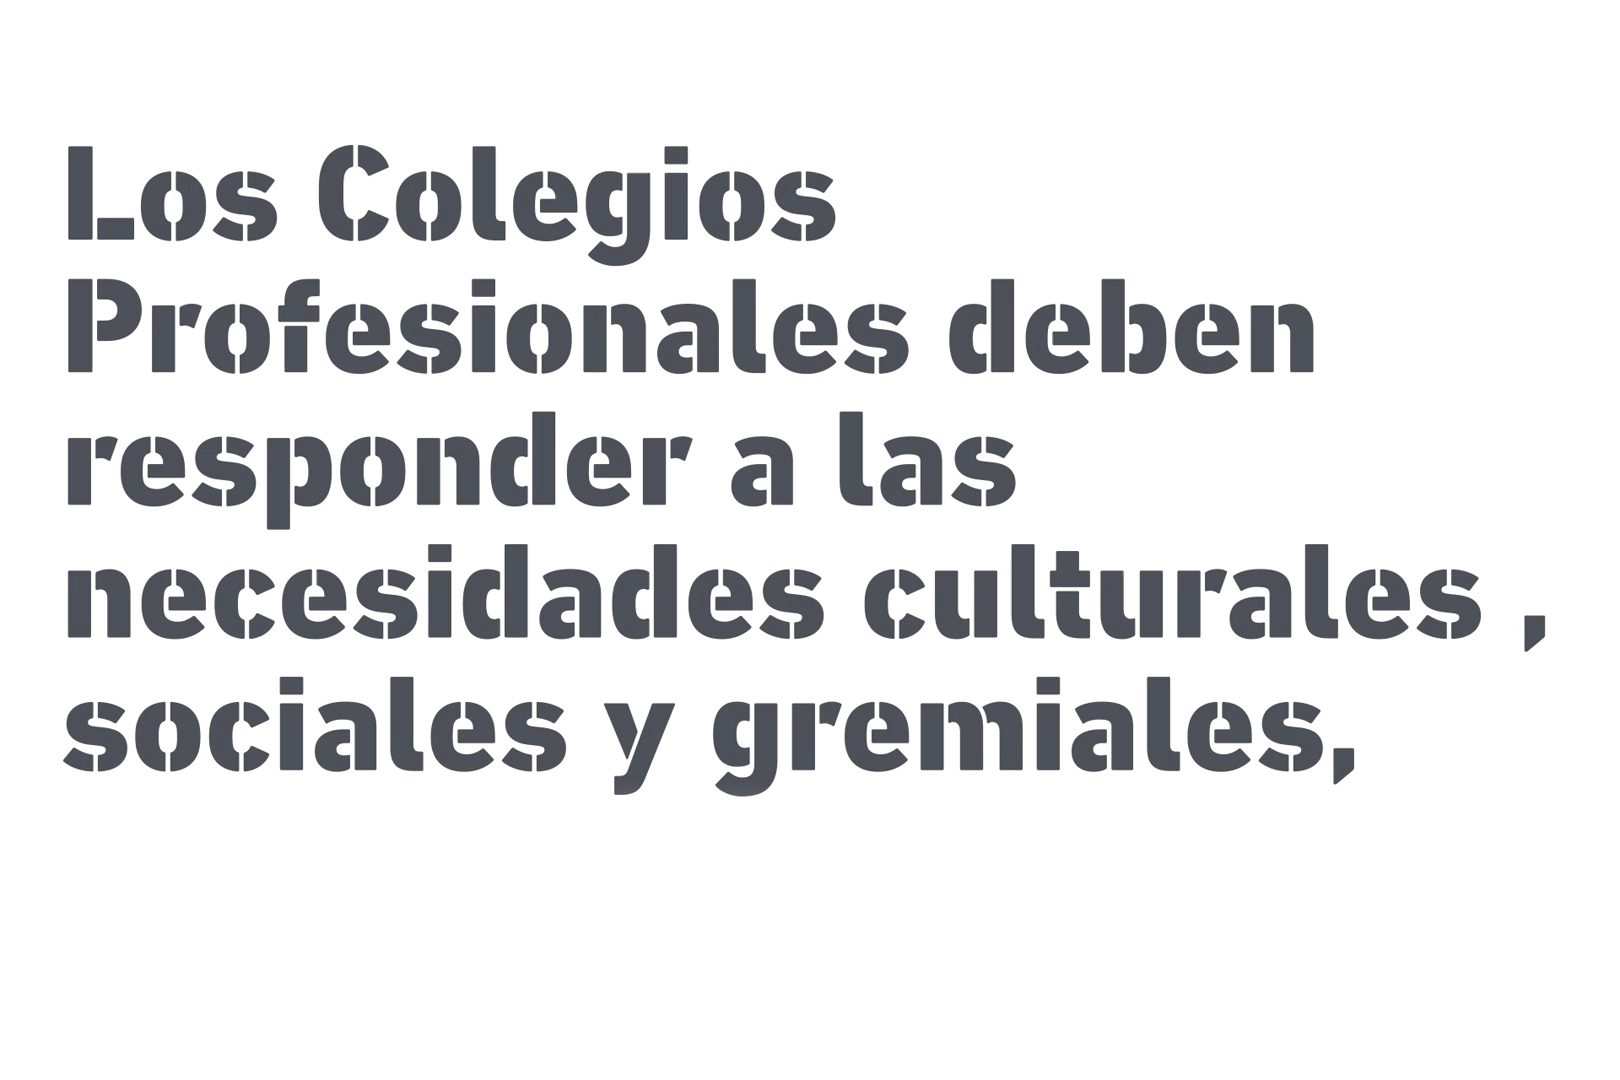 Los Colegios
Profesionales deben
responder a las
necesidades culturales ,
sociales y gremiales,